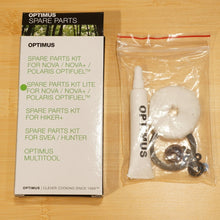 OPTIMUS
SPARE PARTS
OPTIMUS
SPARE PARTS KIT
FOR NOVA / NOVA+ /
POLARIS OPTIFUEL™
SPARE PARTS KIT LITE
FOR NOVA / NOVA+ /
POLARIS OPTIFUEL™
SPARE PARTS KIT
FOR HIKER+
SPARE PARTS KIT
FOR SVEA / HUNTER
OPTIMUS
MULTITOOL
OPTIMUS | CLEVER COOKING SINCE 1899™
OPTIMUS